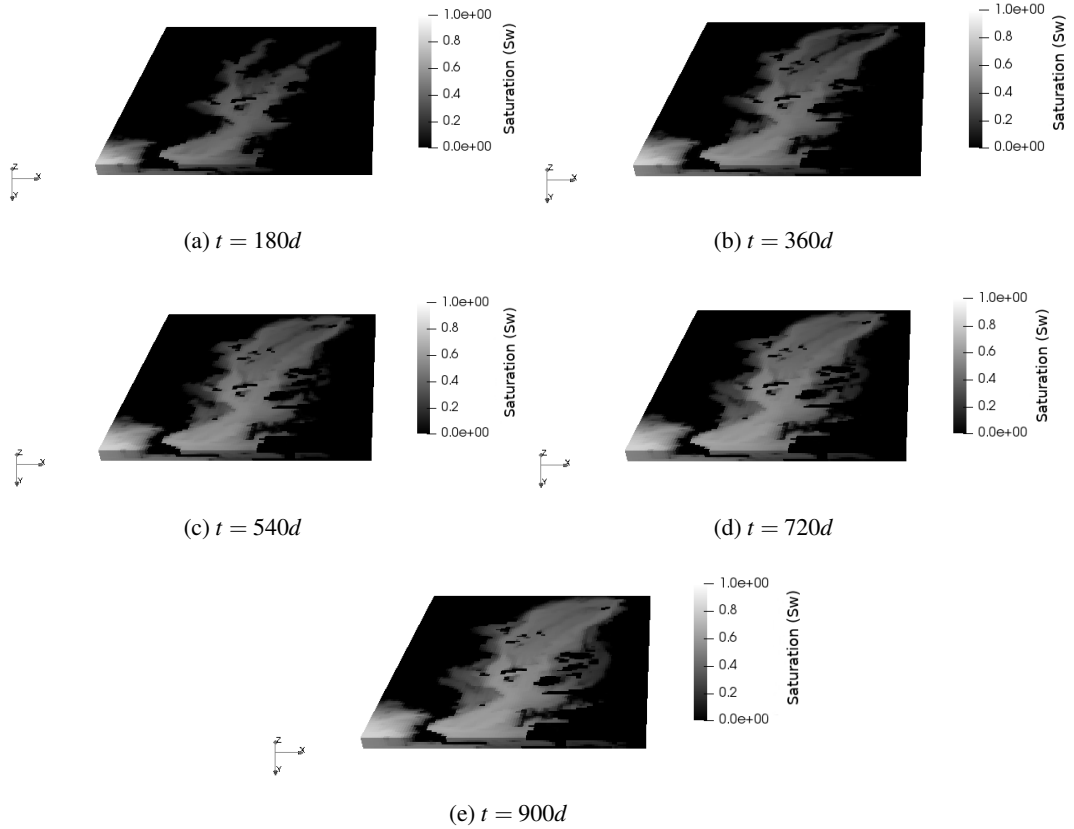 1.0e+00
0.8
0.6
0.4
0.2
0.0e+00
Saturation (Sw)
Z
X
Y
(a) t = 180d
1.0e+00
0.8
0.6
0.4
0.2
0.0e+00
Saturation (Sw)
Z
X
Y
(b) t = 360d
1.0e+00
0.8
0.6
0.4
0.2
0.0e+00
Saturation (Sw)
Z
X
Y
(c) t = 540d
1.0e+00
0.8
0.6
0.4
0.2
0.0e+00
Saturation (Sw)
Z
X
Y
(d) t = 720d
1.0e+00
0.8
0.6
0.4
0.2
0.0e+00
Saturation (Sw)
Z
X
Y
(e) t = 900d